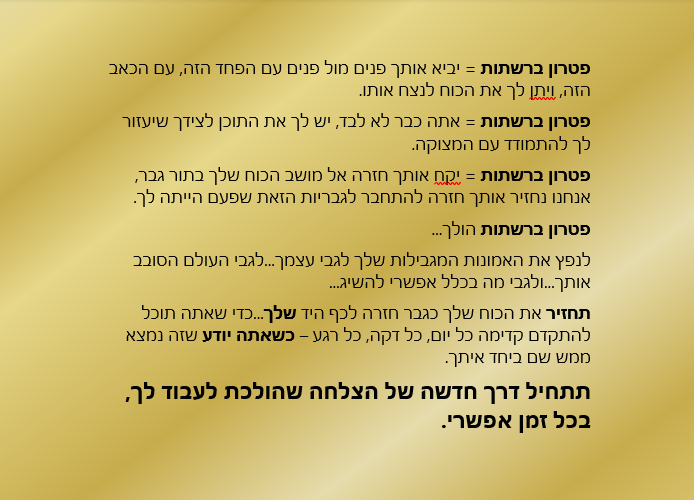 פטרון ברשתות = יביא אותך פנים מול פנים עם הפחד הזה, עם הכאב
הזה, ויתן לך את הכוח לנצח אותו.
פטרון ברשתות = אתה כבר לא לבד, יש לך את התוכן לצידך שיעזור
לך להתמודד עם המצוקה.
פטרון ברשתות = יקח אותך חזרה אל מושב הכוח שלך בתור גבר,
אנחנו נחזיר אותך חזרה להתחבר לגבריות הזאת שפעם הייתה לך.
פטרון ברשתות הולך...
לנפץ את האמונות המגבילות שלך לגבי עצמך...לגבי העולם הסובב
אותך...ולגבי מה בכלל אפשרי להשיג...
תחזיר את הכוח שלך כגבר חזרה לכף היד שלך...כדי שאתה תוכל
להתקדם קדימה כל יום, כל דקה, כל רגע – כשאתה יודע שזה נמצא
ממש שם ביחד איתך.
תתחיל דרך חדשה של הצלחה שהולכת לעבוד לך,
בכל זמן אפשרי.